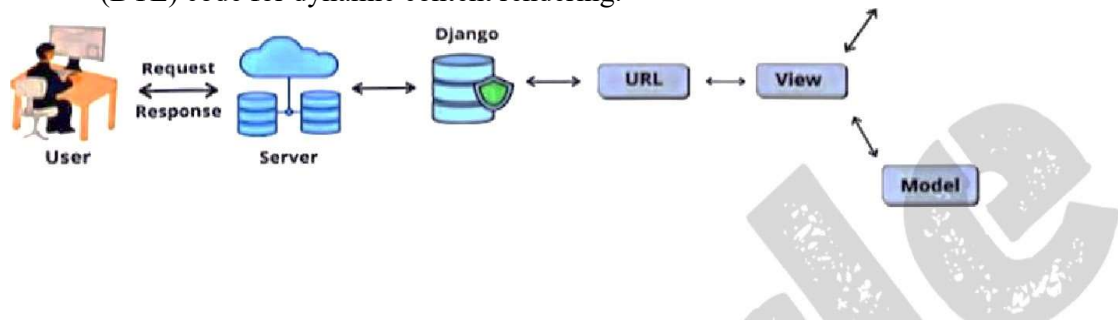 Django
Request
Response
URL
View
User
Server
Model